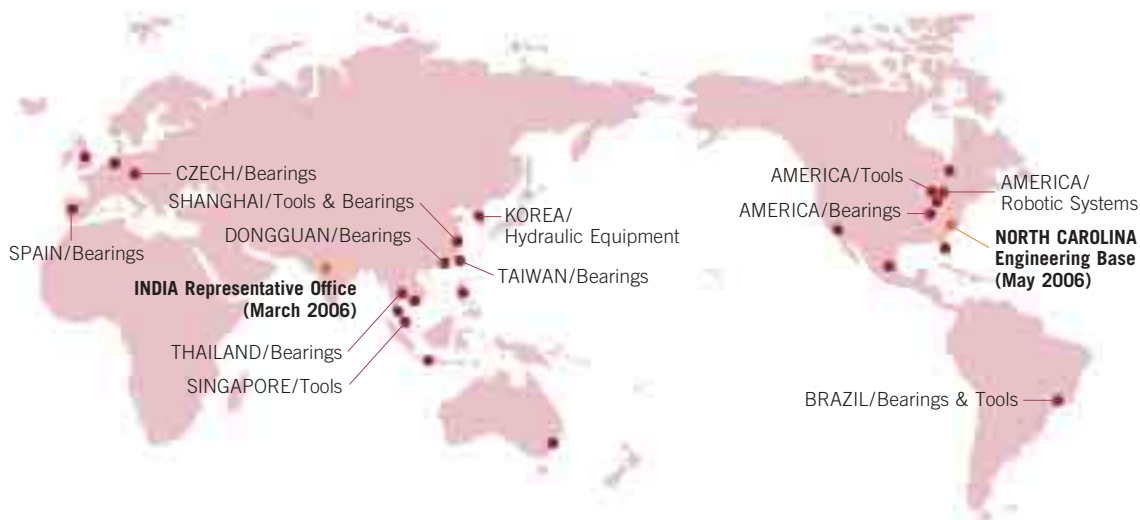 CZECH/Bearings
SHANGHAI/Tools & Bearings
DONGGUAN/Bearings
SPAIN/Bearings
INDIA Representative Office
(March 2006)
KOREA/
Hydraulic Equipment
TAIWAN/Bearings
THAILAND/Bearings
SINGAPORE/Tools
AMERICA/Tools
AMERICA/Bearings
AMERICA/
Robotic Systems
NORTH CAROLINA
Engineering Base
(May 2006)
BRAZIL/Bearings & Tools